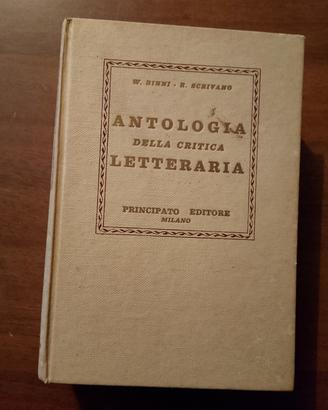 W. BINNI - R. SCRIVANO
ANTOLOGIA
DELLA CRITICA
LETTERARIA
PRINCIPATO EDITORE
MILANO